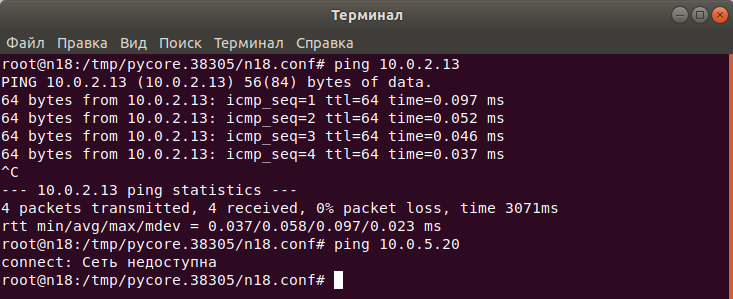 Терминал
Файл Правка Вид Поиск Терминал Справка
root@n18:/tmp/pycore.38305/n18.conf# ping 10.0.2.13
PING 10.0.2.13 (10.0.2.13) 56(84) bytes of data.
64 bytes from 10.0.2.13: icmp_seq=1 ttl=64 time=0.097 ms
64 bytes from 10.0.2.13: icmp_seq=2 ttl=64 time=0.052 ms
64 bytes from 10.0.2.13: icmp_seq=3 ttl=64 time=0.046 ms
64 bytes from 10.0.2.13: icmp_seq=4 ttl=64 time=0.037 ms
^C
--- 10.0.2.13 ping statistics ---
4 packets transmitted, 4 received, 0% packet loss, time 3071ms
rtt min/avg/max/mdev = 0.037/0.058/0.097/0.023 ms
root@n18:/tmp/pycore.38305/n18.conf# ping 10.0.5.20
connect: Сеть недоступна
root@n18:/tmp/pycore.38305/n18.conf#